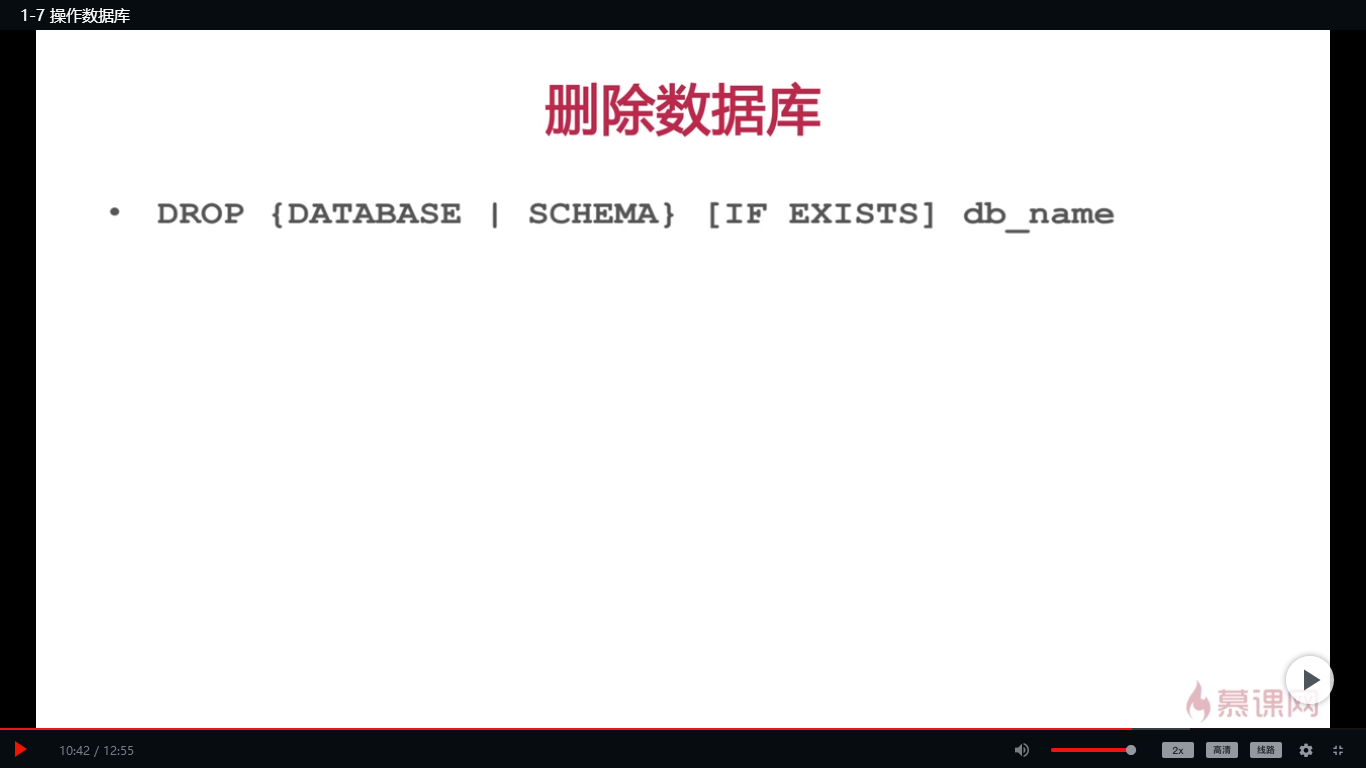 1-7 操作数据库
删除数据库
• DROP {DATABASE | SCHEMA} [IF EXISTS] db_name
慕课网
10:42 / 12:55
2x
高清
线路